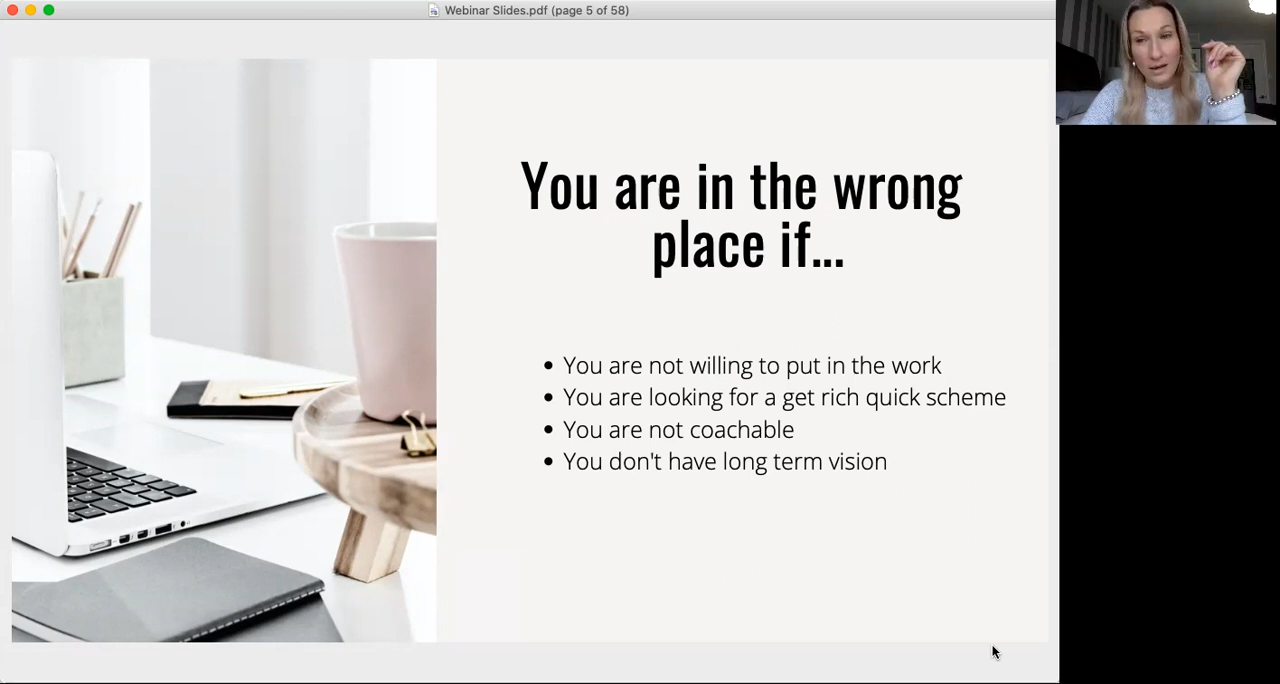 Webinar Slides.pdf (page 5 of 58)
You are in the wrong
place if...
• You are not willing to put in the work
• You are looking for a get rich quick scheme
• You are not coachable
• You don't have long term vision